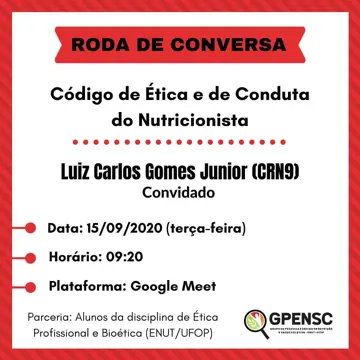 RODA DE CONVERSA
Código de Ética e de Conduta
do Nutricionista
Luiz Carlos Gomes Junior (CRN9)
Convidado
Data: 15/09/2020 (terça-feira)
Horário: 09:20
Plataforma: Google Meet
Parceria: Alunos da disciplina de Ética
Profissional e Bioética (ENUT/UFOP)
GPENSC